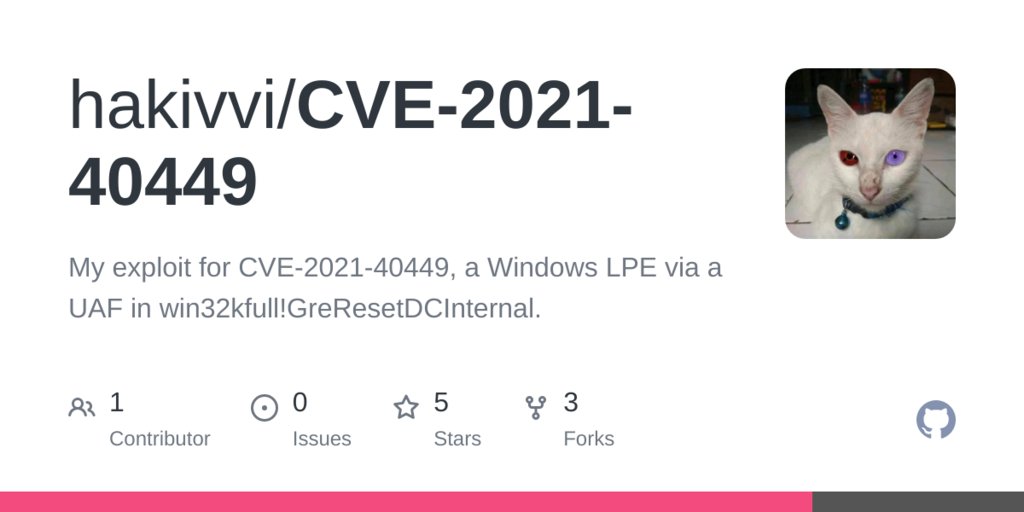 hakivvi/CVE-2021-
40449
My exploit for CVE-2021-40449, a Windows LPE via a
UAF in win32kfull!GreResetDCInternal.
1
Contributor
0
Issues
5
Stars
3
Forks